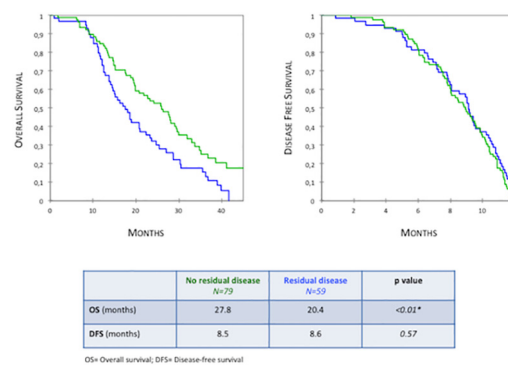 OVERALL SURVIVAL
1
0,9
0,8
0,7
0,6
0,5
0,4
0,3
0,2
0,1
0
0 10 20 30 40
MONTHS
DISEASE FREE SURVIVAL
1
0,9
0,8
0,7
0,6
0,5
0,4
0,3
0,2
0,1
0
0 2 4 6 8 10
MONTHS
No residual disease Residual disease p value
N=79 N=59
OS (months) 27.8 20.4 <0.01*
DFS (months) 8.5 8.6 0.57
OS= Overall survival; DFS= Disease-free survival